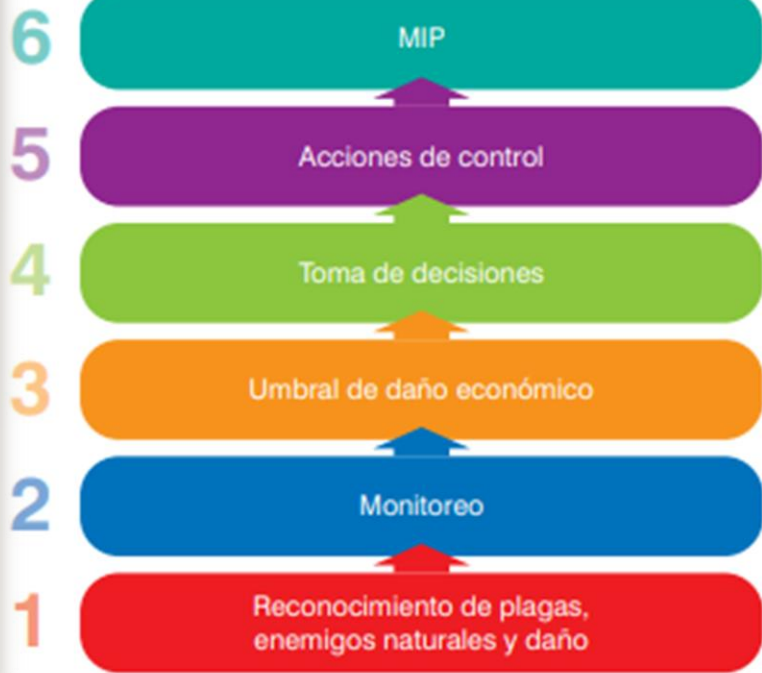 6
MIP
5
Acciones de control
4
Toma de decisiones
3
Umbral de daño económico
2
Monitoreo
1
Reconocimiento de plagas,
enemigos naturales y daño